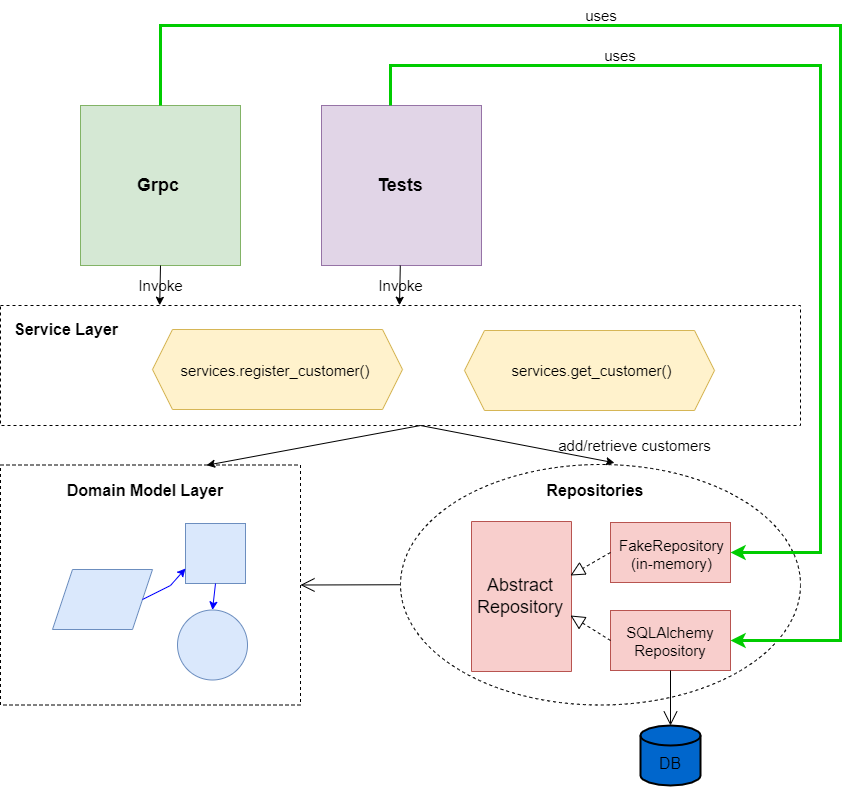 uses
uses
Grpc
Tests
Invoke
Invoke
Service Layer
services.register_customer()
services.get_customer()
add/retrieve customers
Domain Model Layer
Repositories
FakeRepository
(in-memory)
Abstract
Repository
SQLAlchemy
Repository
DB